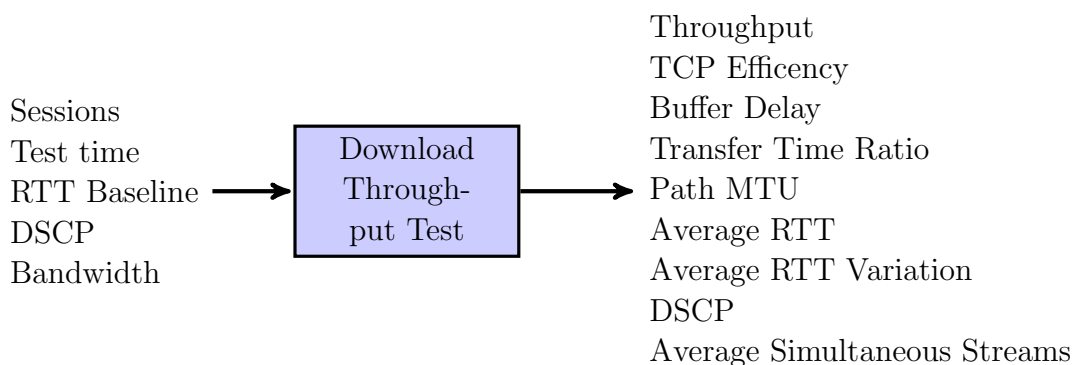 Sessions
Test time
RTT Baseline
DSCP
Bandwidth
Download
Through-
put Test
Throughput
TCP Efficency
Buffer Delay
Transfer Time Ratio
Path MTU
Average RTT
Average RTT Variation
DSCP
Average Simultaneous Streams